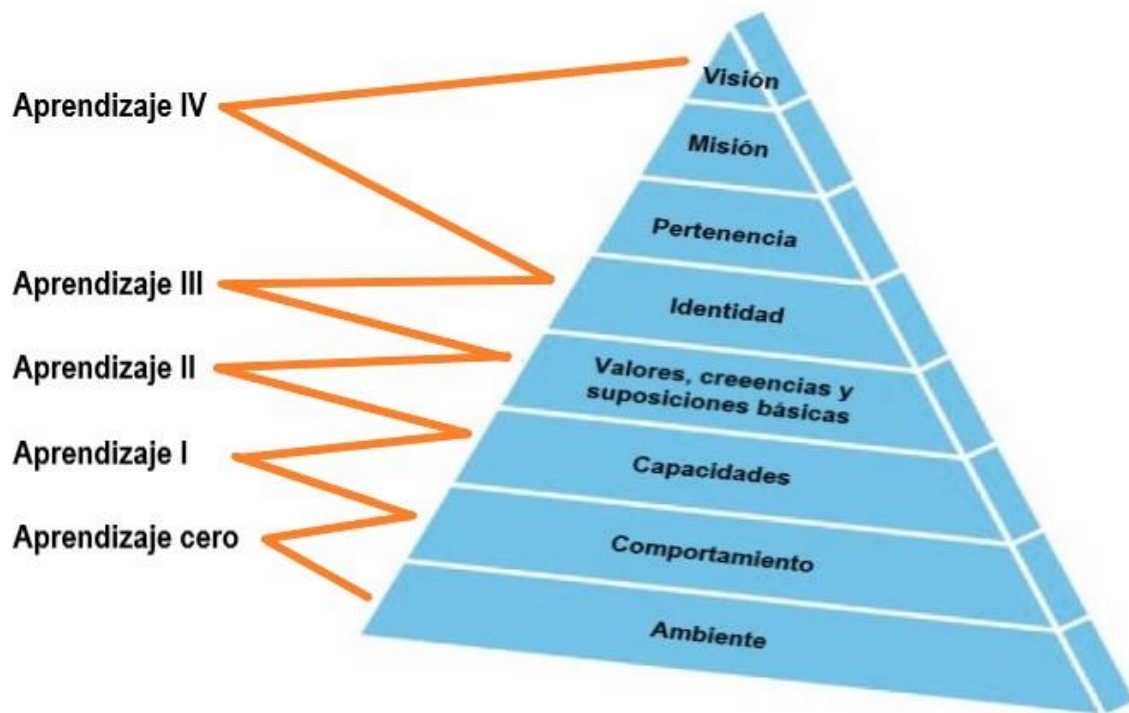 Aprendizaje IV
Aprendizaje III
Aprendizaje II
Aprendizaje I
Aprendizaje cero
Visión
Misión
Pertenencia
Identidad
Valores, creeencias y
suposiciones básicas
Capacidades
Comportamiento
Ambiente